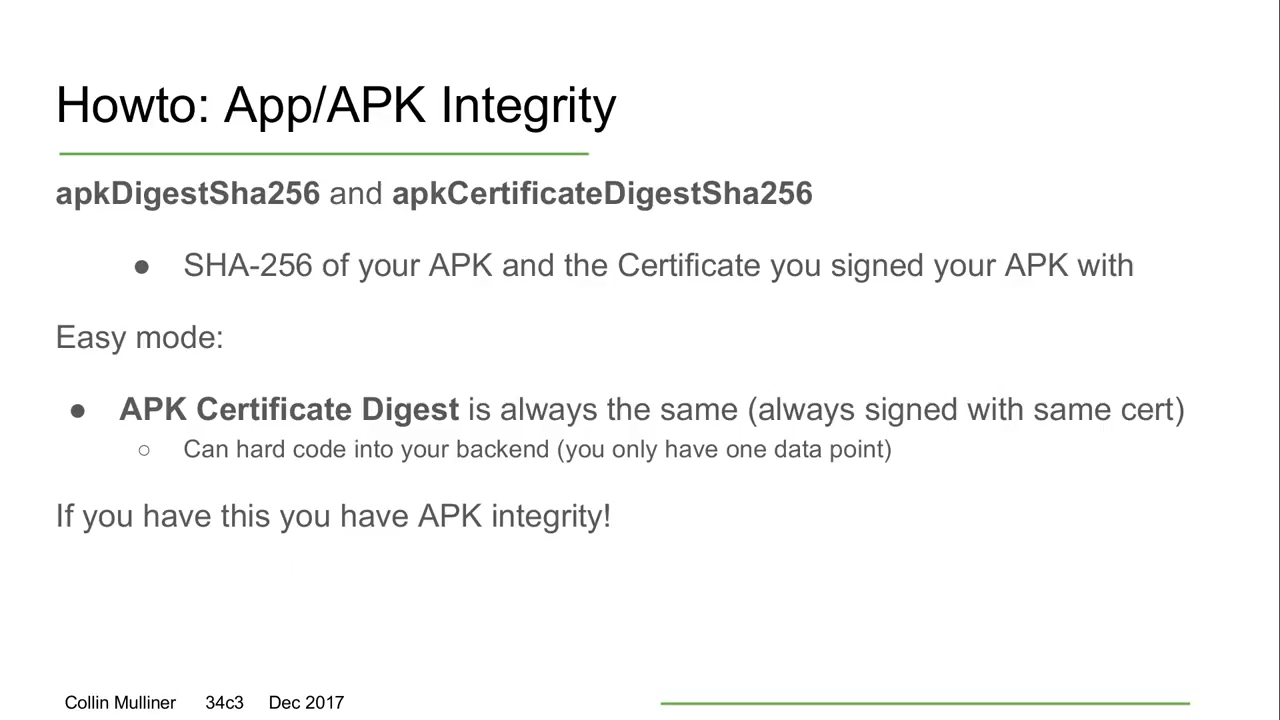 Howto: App/APK Integrity
apkDigestSha256 and apkCertificateDigestSha256
● SHA-256 of your APK and the Certificate you signed your APK with
Easy mode:
● APK Certificate Digest is always the same (always signed with same cert)
○ Can hard code into your backend (you only have one data point)
If you have this you have APK integrity!
Collin Mulliner 34c3 Dec 2017